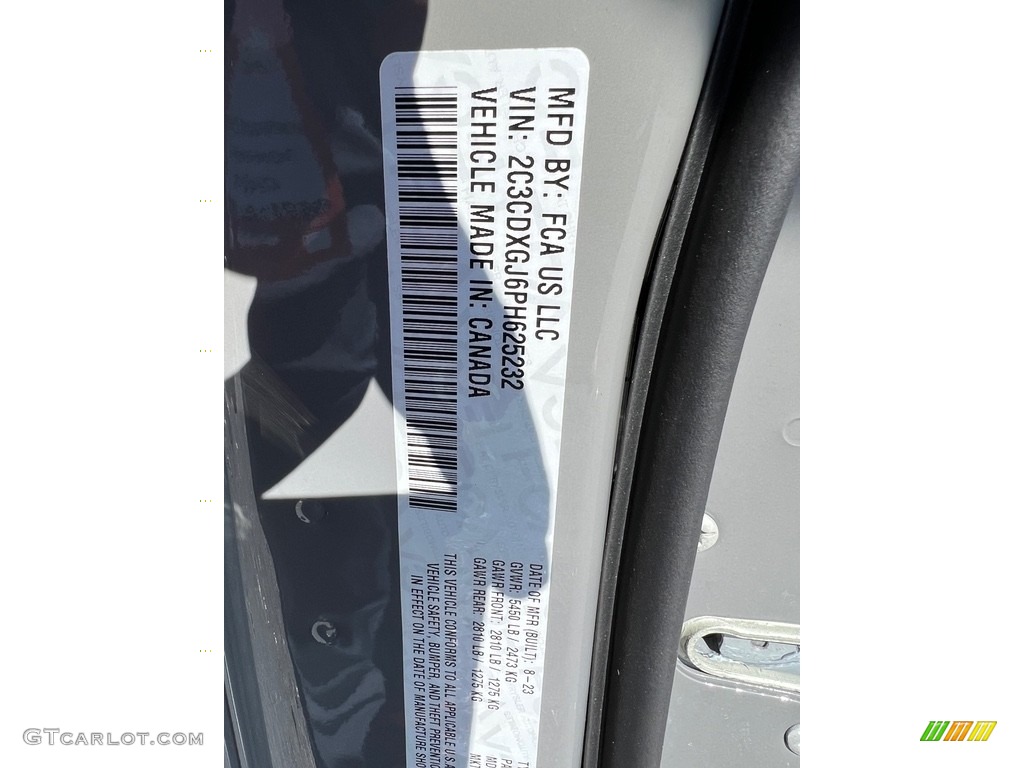 MFD BY: FCA US LLC
VIN: 2C3CDXGJ6PH625232
VEHICLE MADE IN: CANADA
DATE OF MFR (BUILT): 8-23
GVWR: 5450 LB / 2473 KG
GAWR FRONT: 2810 LB / 1275 KG
GAWR REAR: 2810 LB / 1275 KG
THIS VEHICLE CONFORMS TO ALL APPLICABLE U.S.A
VEHICLE SAFETY, BUMPER, AND THEFT
IN EFFECT ON THE DATE OF MANUFACTURE
GTCARLOT.COM